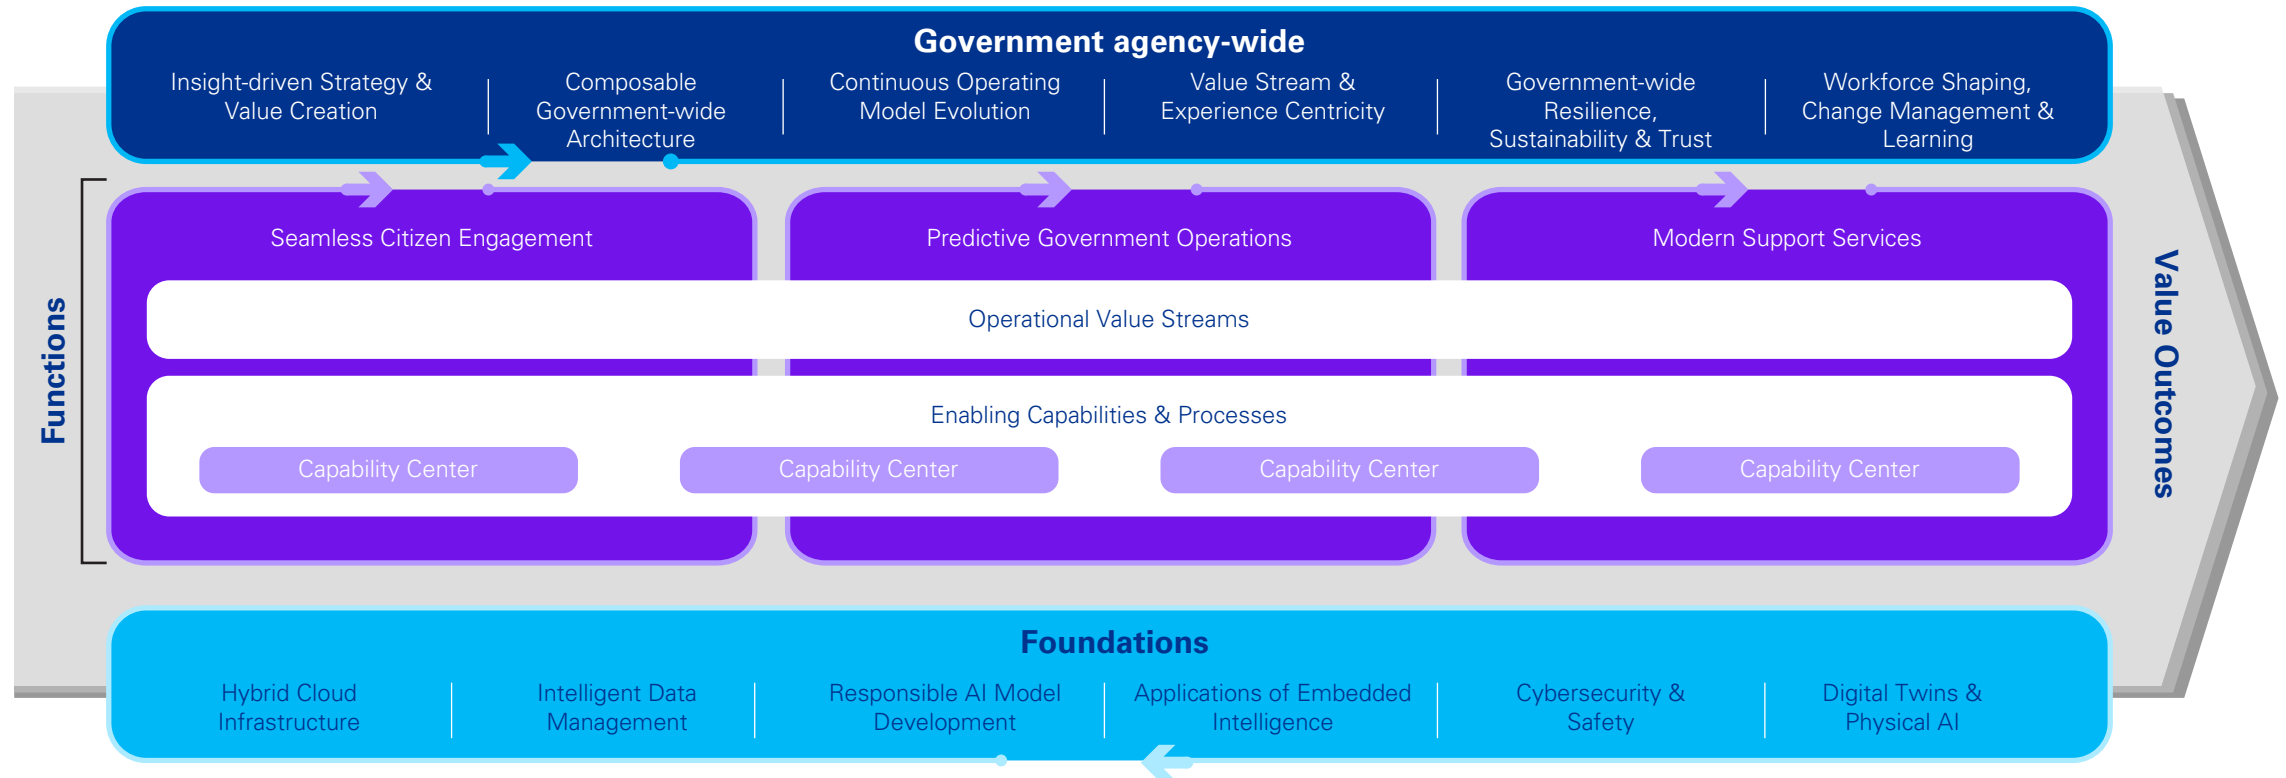 Government agency-wide
Insight-driven Strategy &
Value Creation
Composable
Government-wide
Architecture
Continuous Operating
Model Evolution
Value Stream &
Experience Centricity
Government-wide
Resilience,
Sustainability & Trust
Workforce Shaping,
Change Management &
Learning
Functions
Seamless Citizen Engagement
Predictive Government Operations
Modern Support Services
Operational Value Streams
Enabling Capabilities & Processes
Capability Center
Capability Center
Capability Center
Capability Center
Value Outcomes
Foundations
Hybrid Cloud
Infrastructure
Intelligent Data
Management
Responsible AI Model
Development
Applications of Embedded
Intelligence
Cybersecurity &
Safety
Digital Twins &
Physical AI